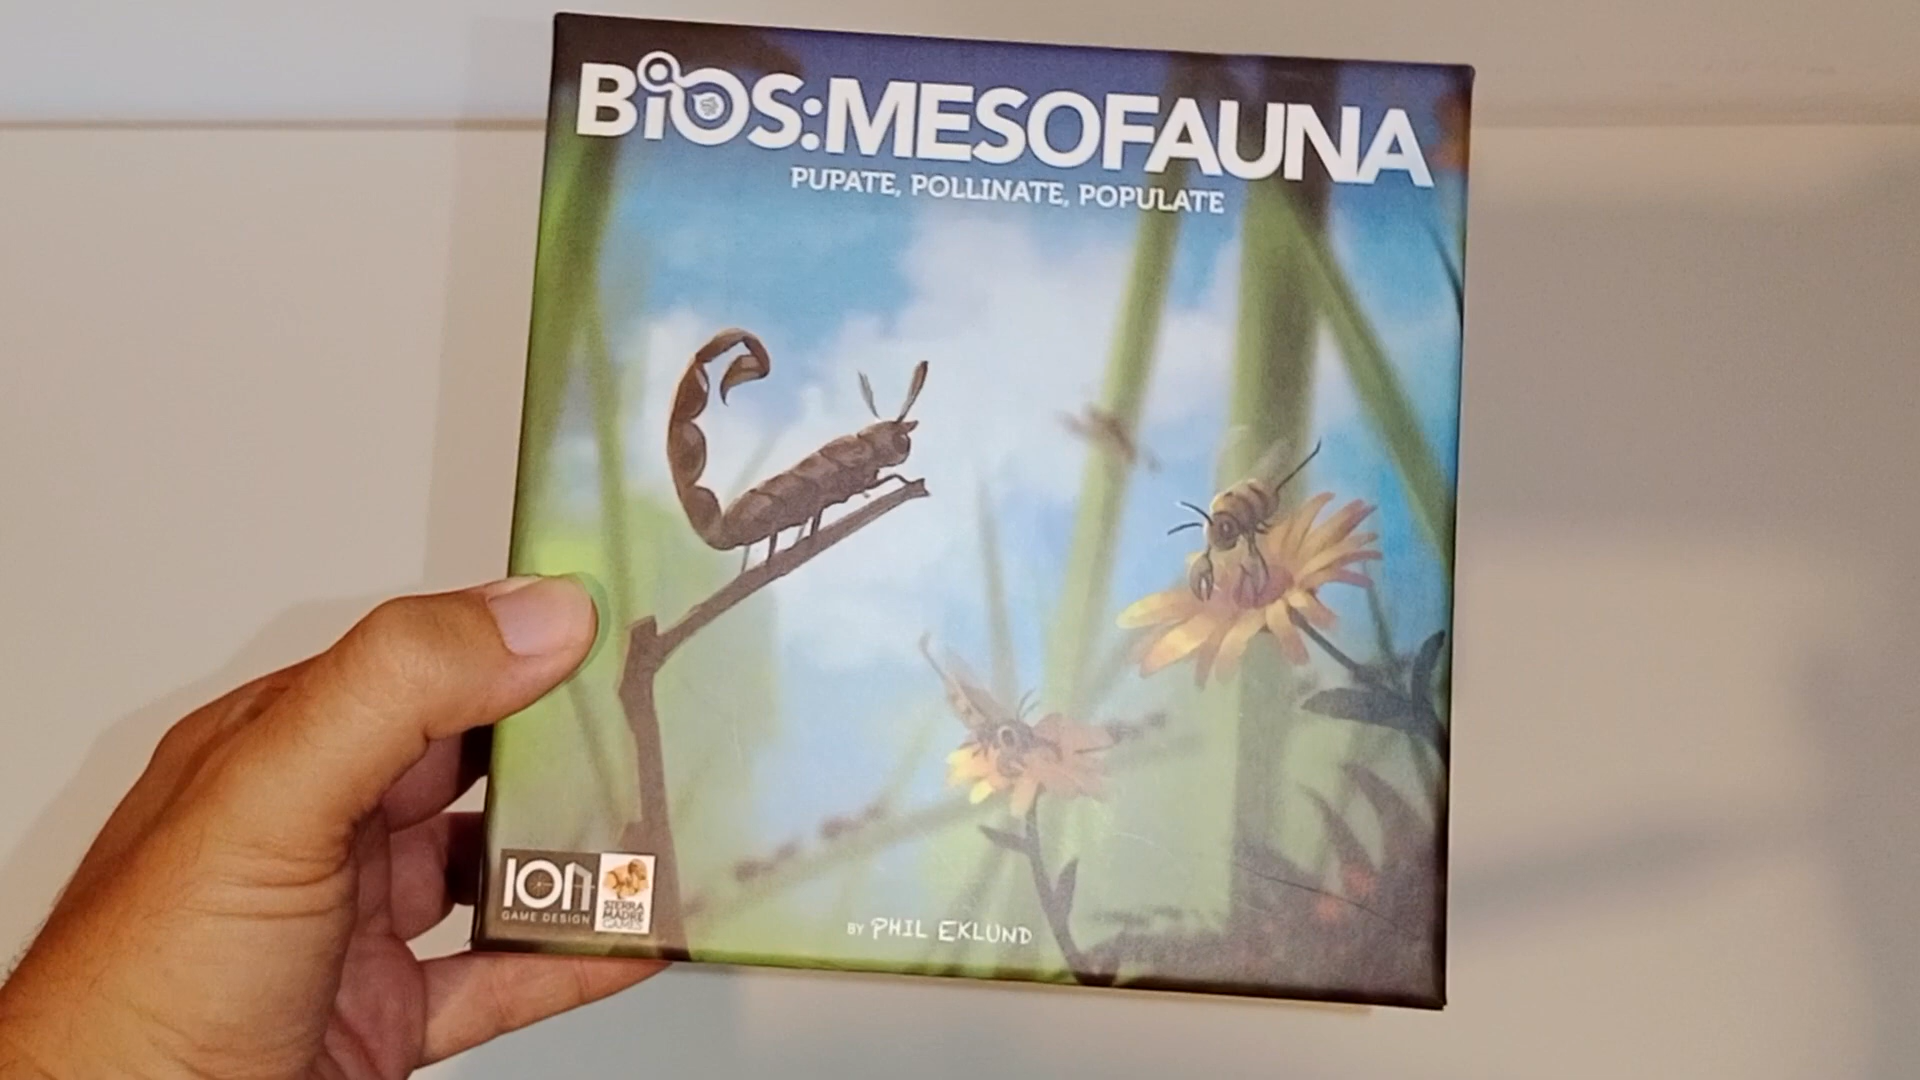 BiOS:MESOFAUNA
PUPATE, POLLINATE, POPULATE
ION
GAME DESIGN
SIERRA
MADRE
GAMES
BY PHIL EKLUND